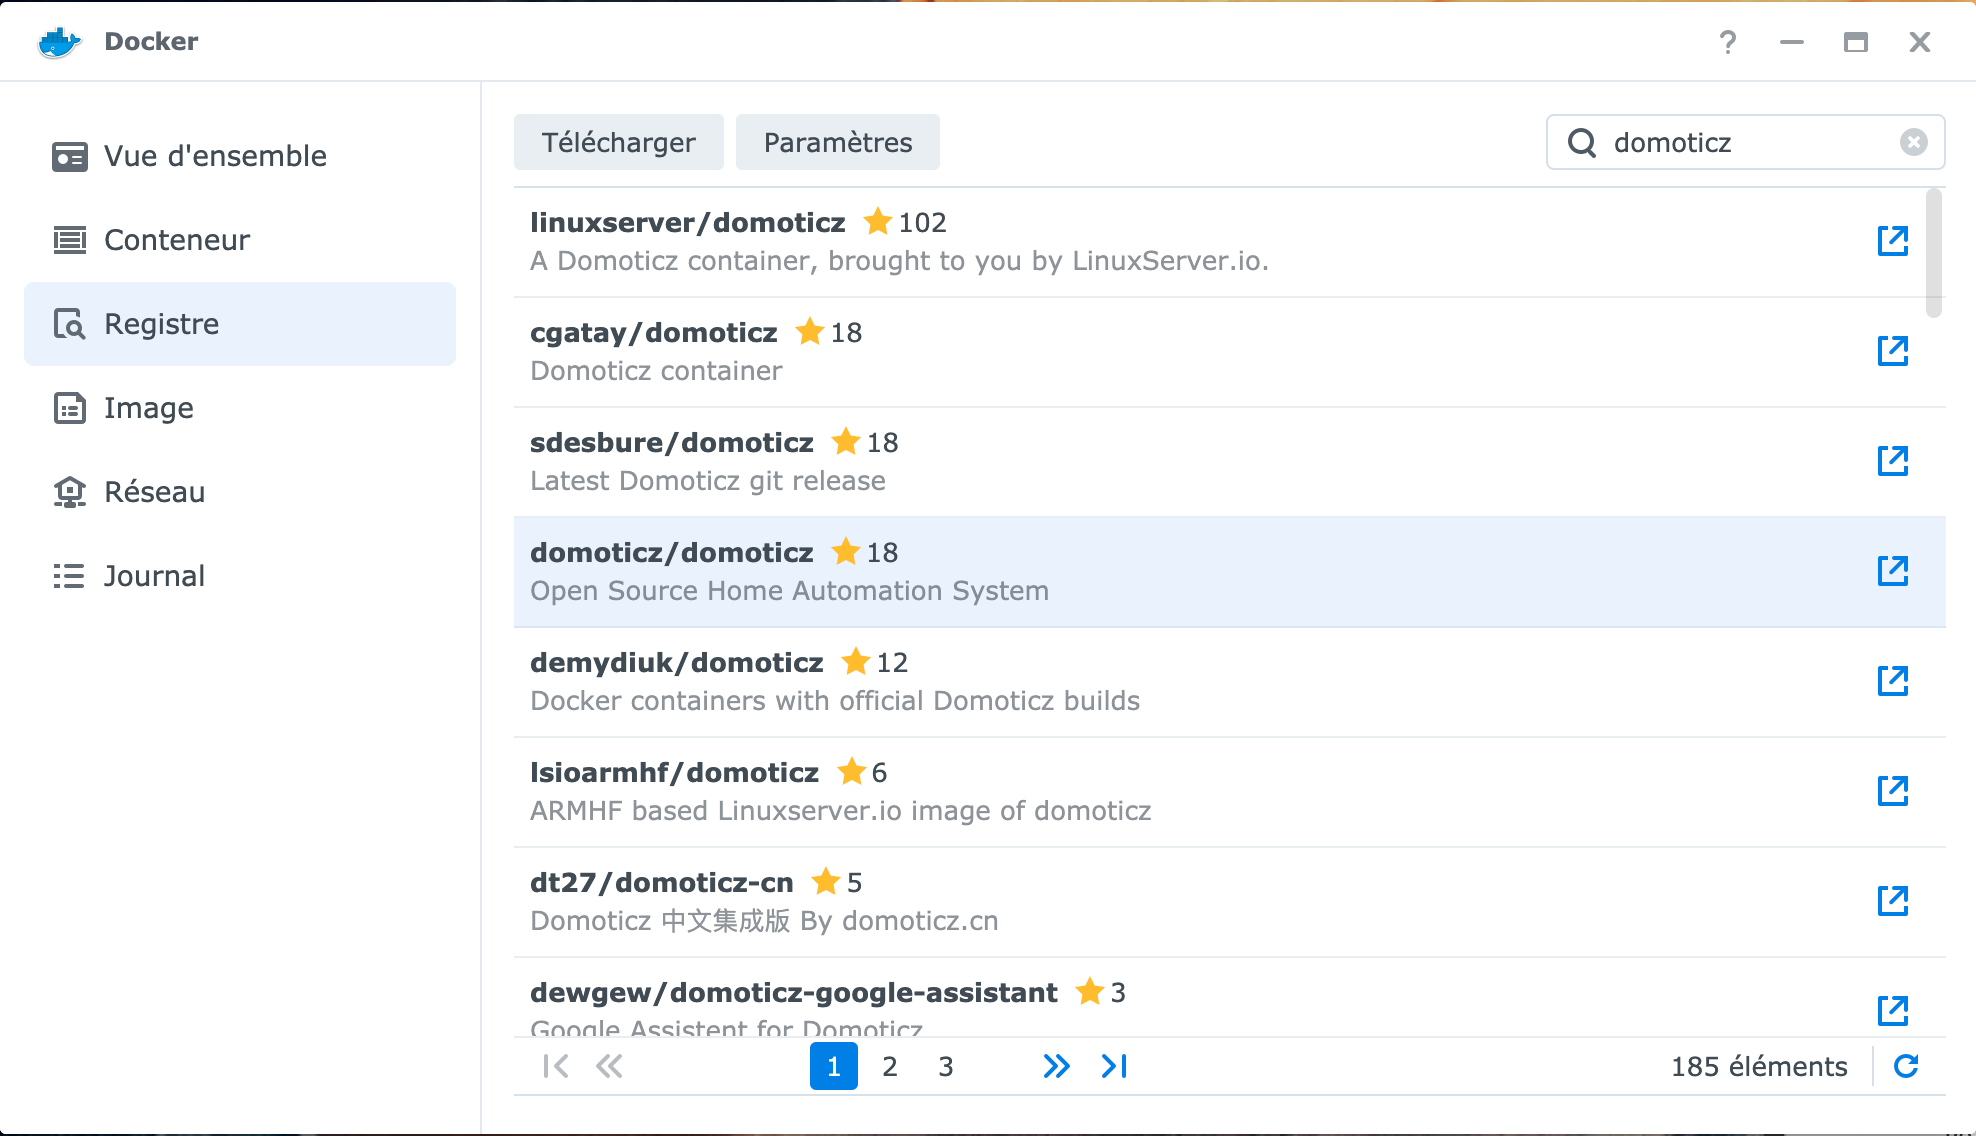 Docker
?
Vue d'ensemble
Conteneur
Registre
Image
Réseau
Journal
Télécharger
Paramètres
domoticz
linuxserver/domoticz 102
A Domoticz container, brought to you by LinuxServer.io.
cgatay/domoticz 18
Domoticz container
sdesbure/domoticz 18
Latest Domoticz git release
domoticz/domoticz 18
Open Source Home Automation System
demydiuk/domoticz 12
Docker containers with official Domoticz builds
lsioarmhf/domoticz 6
ARMHF based Linuxserver.io image of domoticz
dt27/domoticz-cn 5
Domoticz 中文集成版 By domoticz.cn
dewgew/domoticz-google-assistant 3
Google Assistent for Domoticz
1 2 3
185 éléments